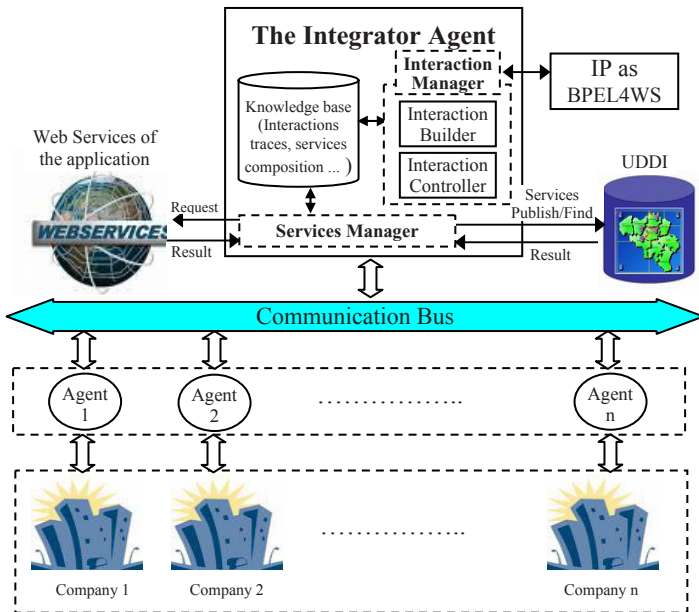 The Integrator Agent
Interaction
Manager
IP as
BPEL4WS
Knowledge base
(Interactions
traces, services
composition ... )
Interaction
Builder
Interaction
Controller
Web Services of
the application
UDDI
WEBSERVICES
Request
Result
Services Manager
Services
Publish/Find
Result
Communication Bus
Agent
1
Agent
2
.................
Agent
n
.................
Company 1
Company 2
Company n